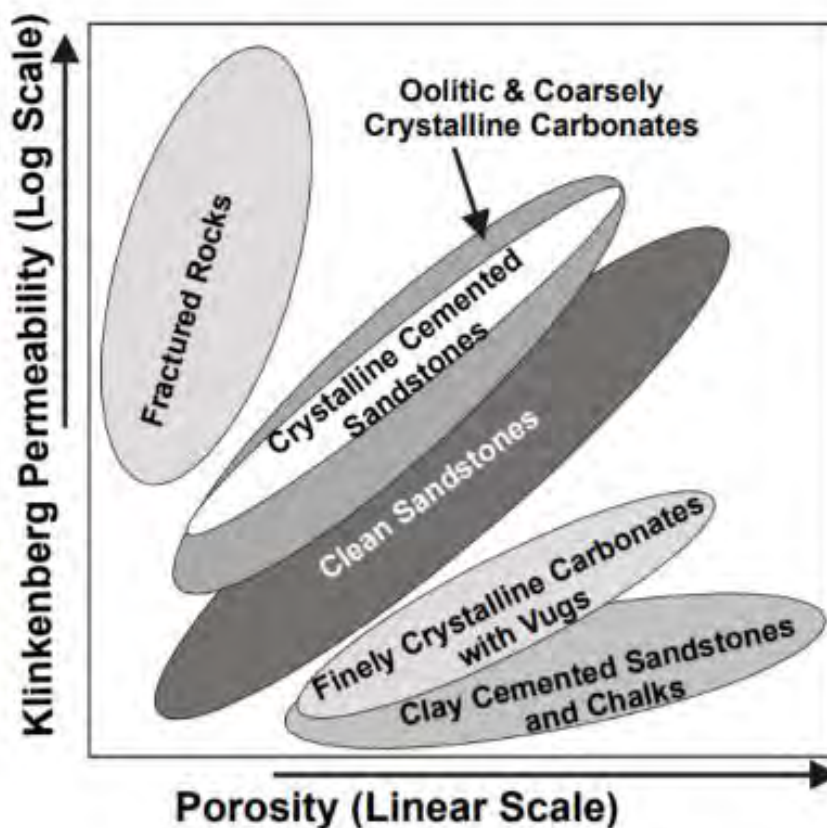 Klinkenberg Permeability (Log Scale)
Oolitic & Coarsely
Crystalline Carbonates
Fractured Rocks
Crystalline Cemented
Sandstones
Clean Sandstones
Finely Crystalline Carbonates
with Vugs
Clay Cemented Sandstones
and Chalks
Porosity (Linear Scale)